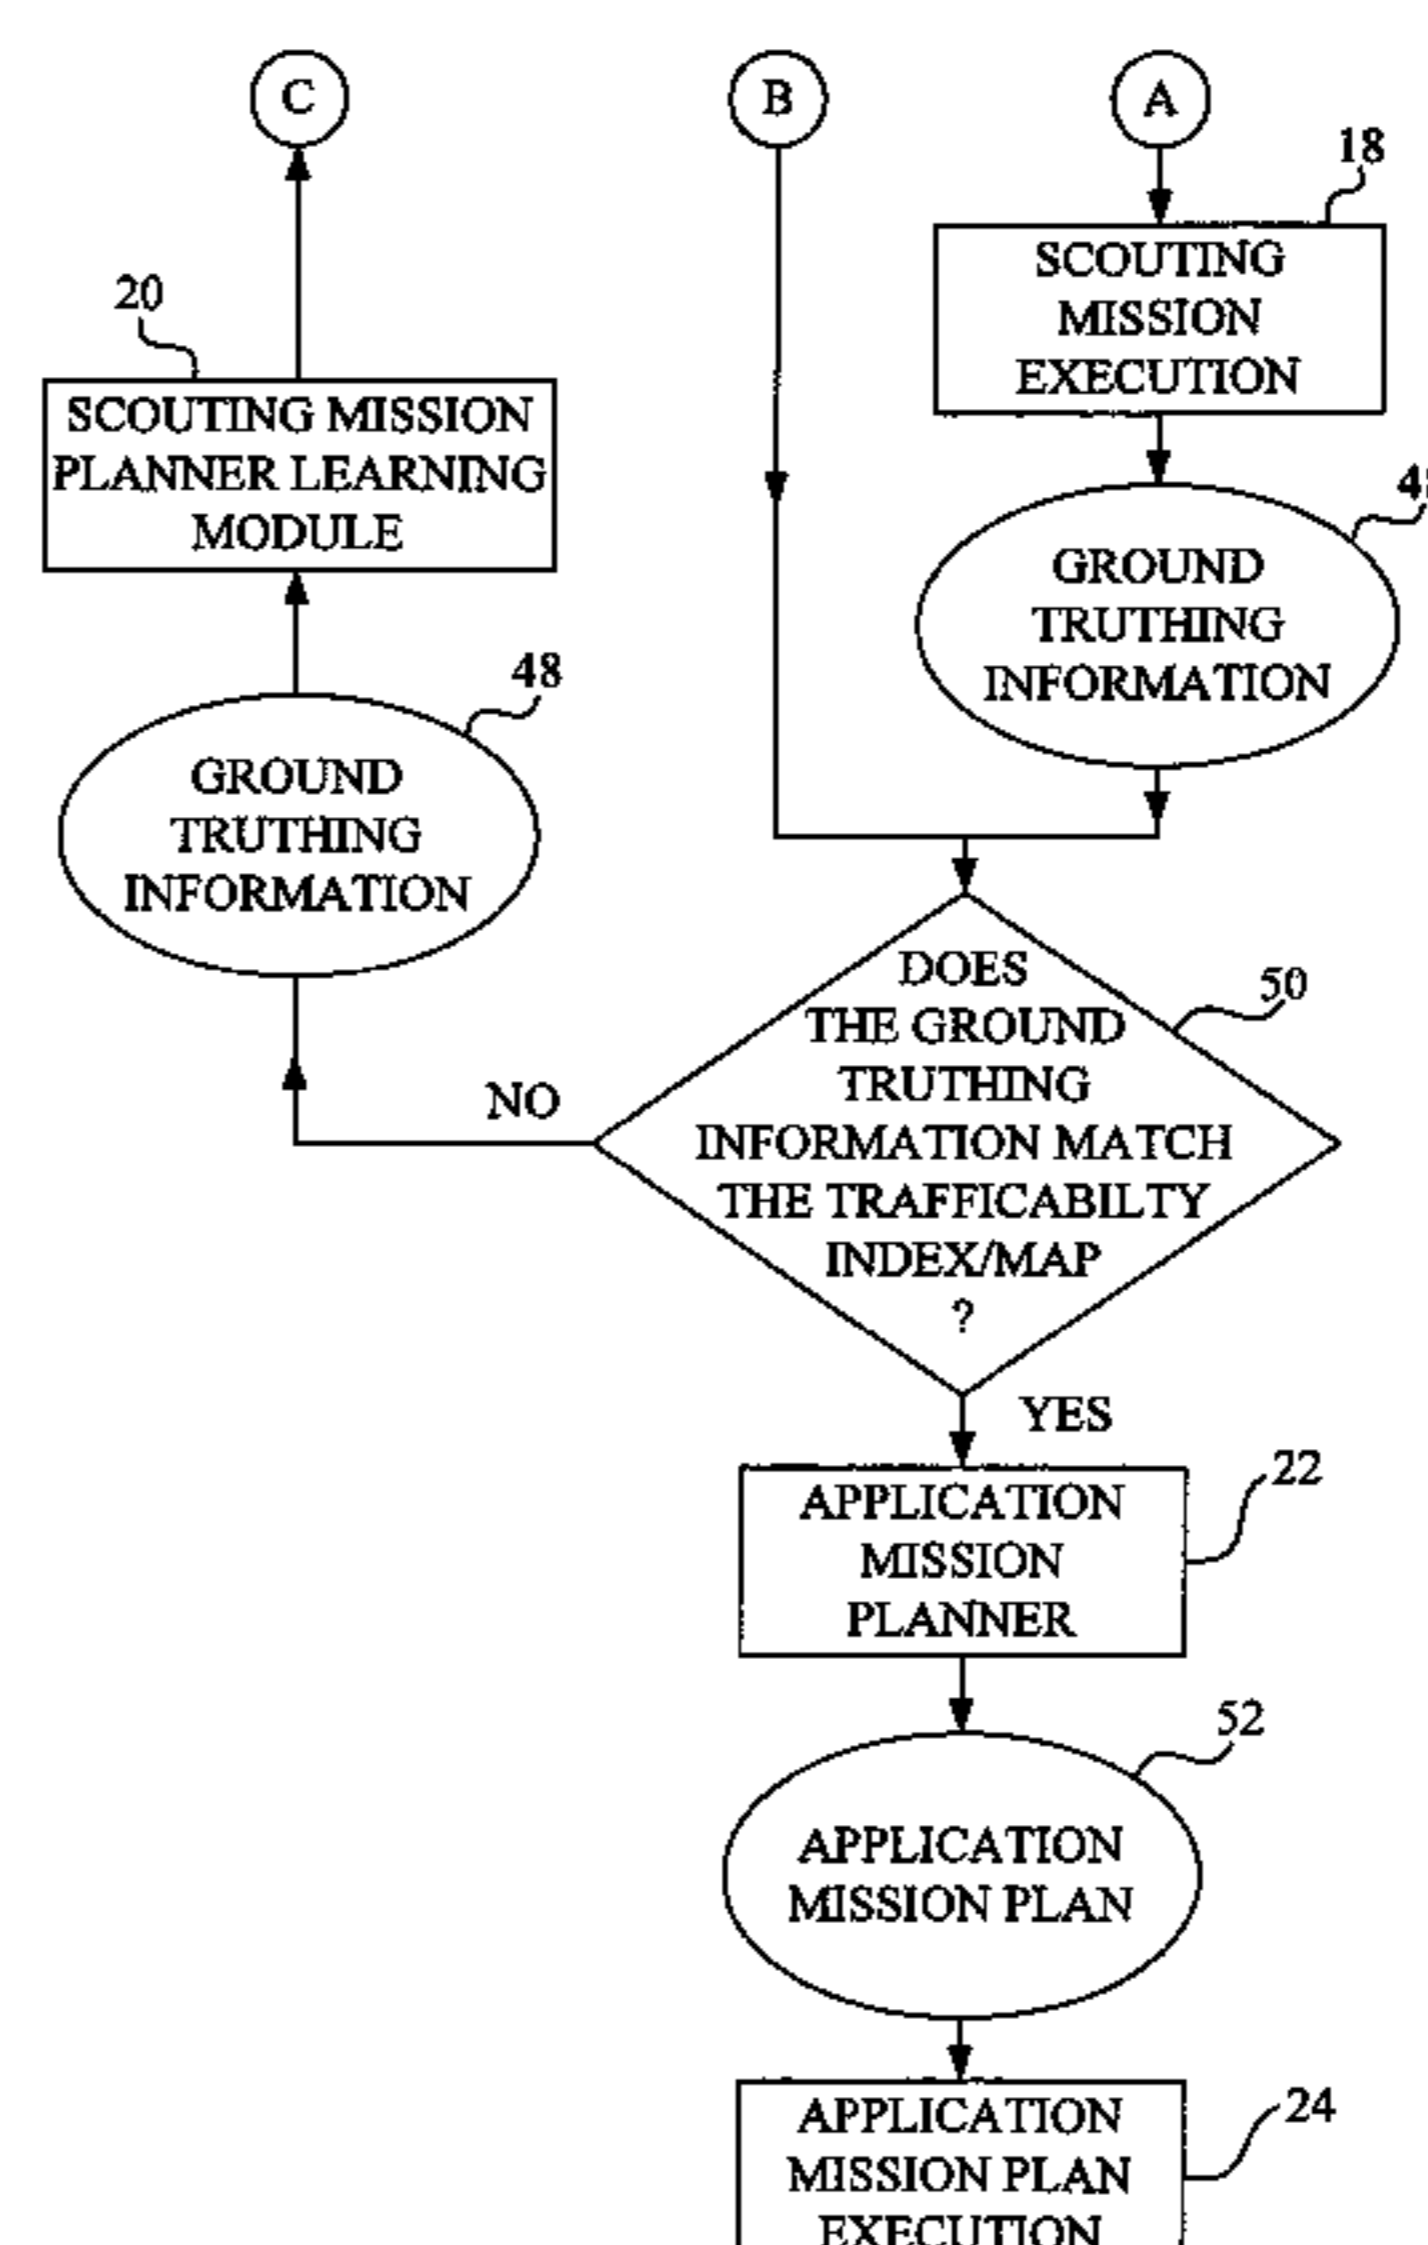 C
B
A
18
SCOUTING
MISSION
EXECUTION
20
SCOUTING MISSION
PLANNER LEARNING
MODULE
GROUND
TRUTHING
INFORMATION
48
GROUND
TRUTHING
INFORMATION
50
DOES
THE GROUND
TRUTHING
INFORMATION MATCH
THE TRAFFICABILTY
INDEX/MAP
?
NO
YES
22
APPLICATION
MISSION
PLANNER
52
APPLICATION
MISSION PLAN
24
APPLICATION
MISSION PLAN
EXECUTION